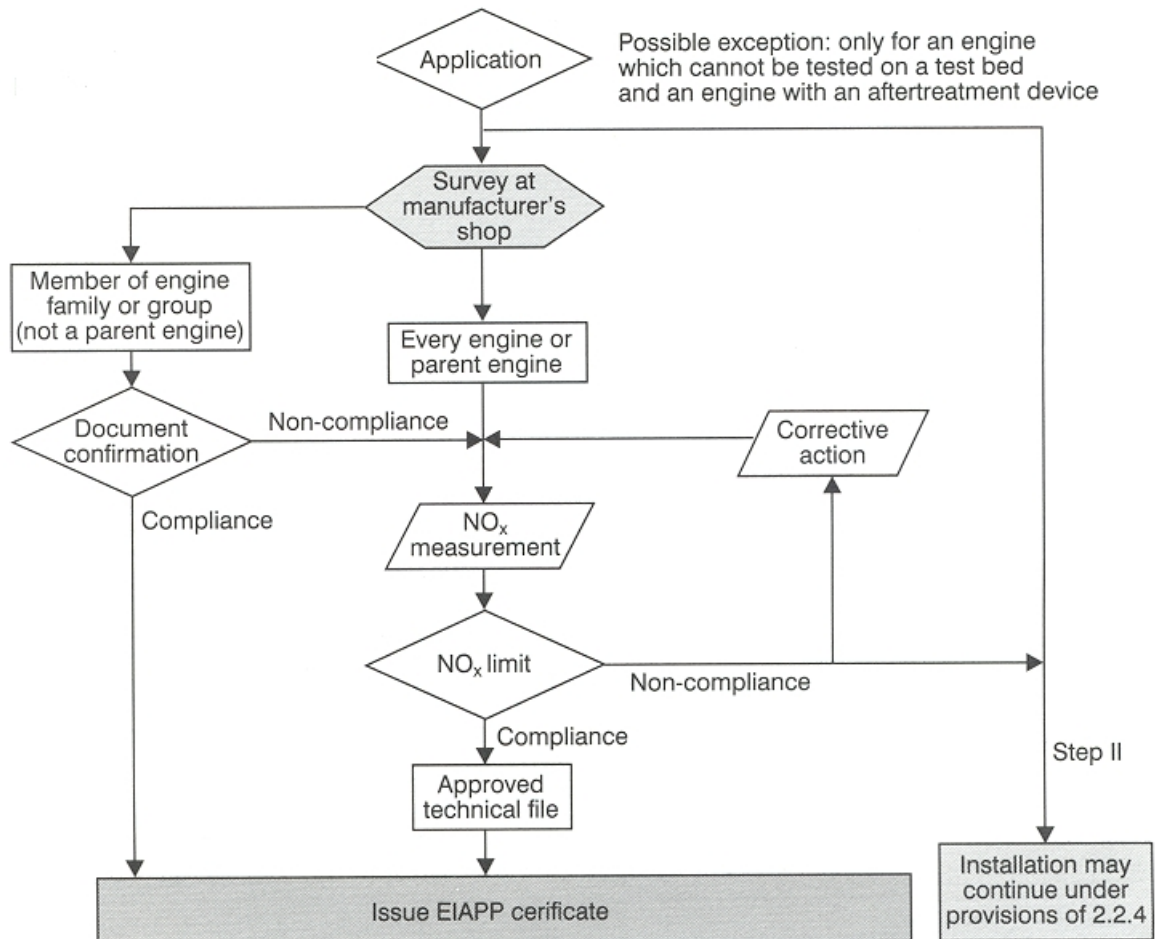 Application
Possible exception: only for an engine
which cannot be tested on a test bed
and an engine with an aftertreatment device
Survey at
manufacturer's
shop
Member of engine
family or group
(not a parent engine)
Every engine or
parent engine
Document
confirmation
Non-compliance
Corrective
action
Compliance
NOx
measurement
NOx limit
Non-compliance
Compliance
Step II
Approved
technical file
Installation may
continue under
provisions of 2.2.4
Issue EIAPP cerificate